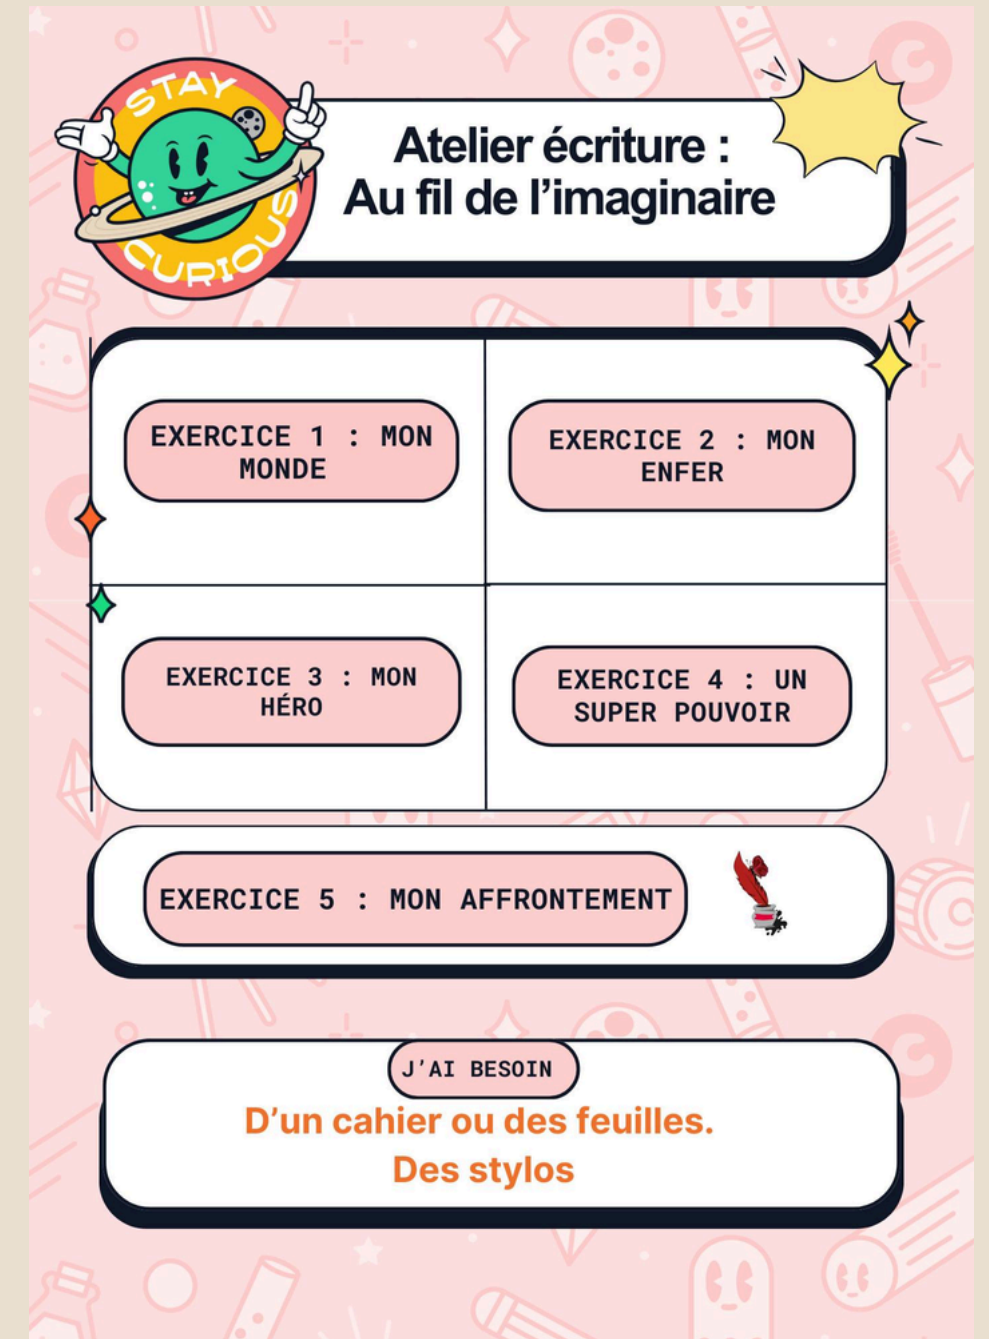 STAY
CURIOUS
Atelier écriture :
Au fil de l’imaginaire
EXERCICE 1 : MON
MONDE
EXERCICE 2 : MON
ENFER
EXERCICE 3 : MON
HÉRO
EXERCICE 4 : UN
SUPER POUVOIR
EXERCICE 5 : MON AFFRONTEMENT
J’AI BESOIN
D’un cahier ou des feuilles.
Des stylos